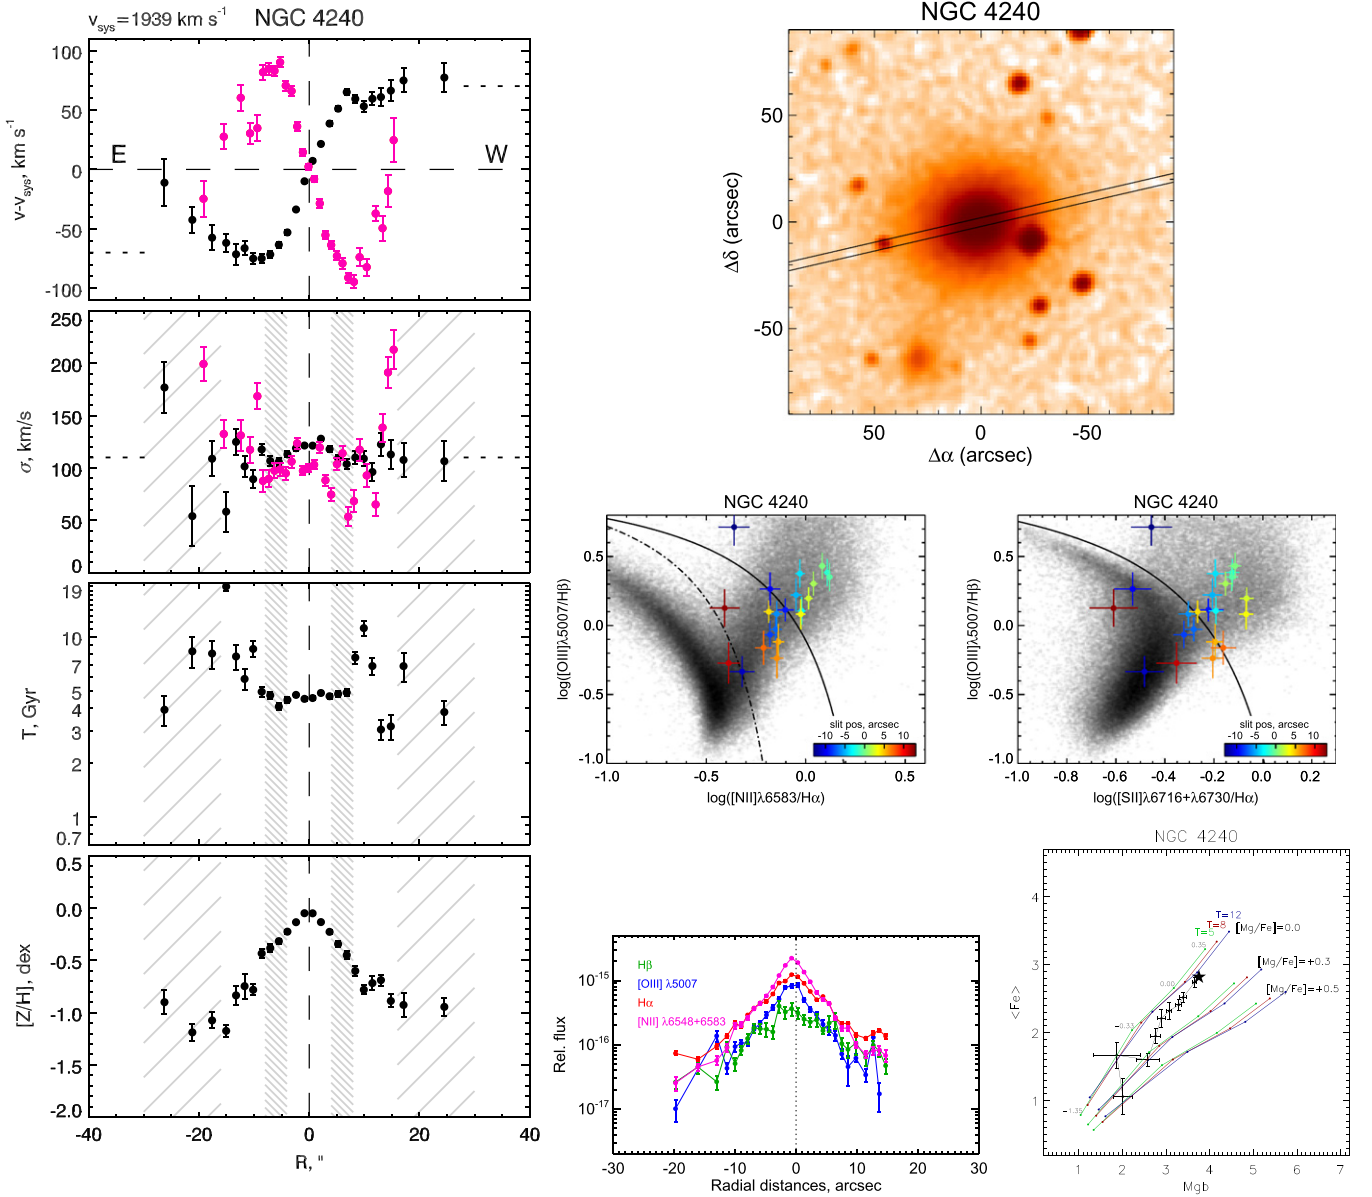 v_sys=1939 km s⁻¹ NGC 4240
100
50
0
-50
-100
v-v_sys, km s⁻¹
E
W
250
200
150
100
50
0
σ, km/s
19
10
7
5
4
3
2
1
0.7
T, Gyr
0.5
0.0
-0.5
-1.0
-1.5
-2.0
[Z/H], dex
-40 -20 0 20 40
R, "
NGC 4240
50
0
-50
Δδ (arcsec)
50 0 -50
Δα (arcsec)
NGC 4240
0.5
0.0
-0.5
-1.0
log([OIII]λ5007/Hβ)
slit pos, arcsec
-10 -5 0 5 10
-1.0 -0.5 0.0 0.5
log([NII]λ6583/Hα)
NGC 4240
0.5
0.0
-0.5
-1.0
log([OIII]λ5007/Hβ)
slit pos, arcsec
-10 -5 0 5 10
-1.0 -0.8 -0.6 -0.4 -0.2 0.0 0.2
log([SII]λ6716+λ6730/Hα)
Hβ
[OIII] λ5007
Hα
[NII] λ6548+6583
10⁻¹⁵
10⁻¹⁶
10⁻¹⁷
Rel. flux
-30 -20 -10 0 10 20 30
Radial distances, arcsec
NGC 4240
4
3
2
1
<Fe>
T=12
T=8
T=5
[Mg/Fe]=0.0
[Mg/Fe]=+0.3
[Mg/Fe]=+0.5
0.35
0.00
-0.33
-1.35
1 2 3 4 5 6 7
Mgb